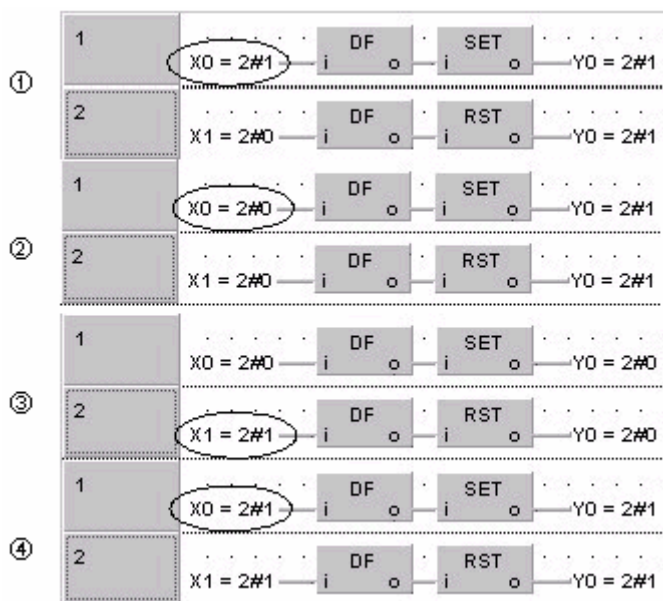 1 DF SET
① X0 = 2#1 i o i o Y0 = 2#1
2 DF RST
X1 = 2#0 i o i o Y0 = 2#1
1 DF SET
② X0 = 2#0 i o i o Y0 = 2#1
2 DF RST
X1 = 2#0 i o i o Y0 = 2#1
1 DF SET
X0 = 2#0 i o i o Y0 = 2#0
③ 2 DF RST
X1 = 2#1 i o i o Y0 = 2#0
1 DF SET
X0 = 2#1 i o i o Y0 = 2#1
④ 2 DF RST
X1 = 2#1 i o i o Y0 = 2#1